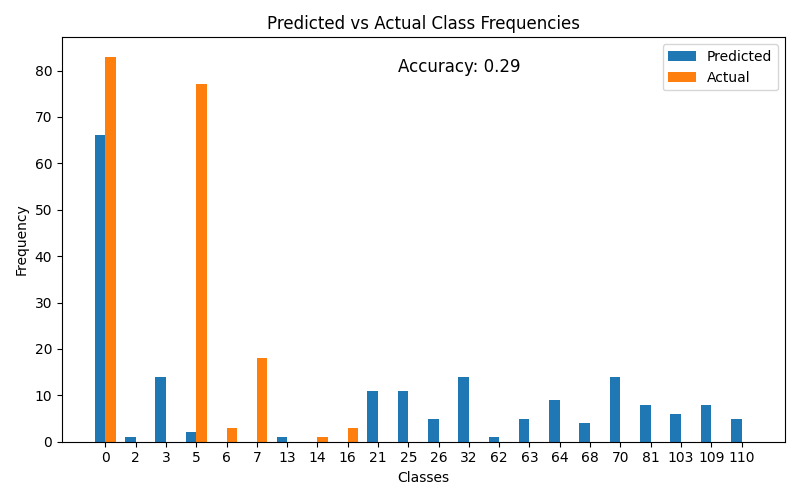 Predicted vs Actual Class Frequencies
Accuracy: 0.29
Predicted
Actual
Frequency
80
70
60
50
40
30
20
10
0
0 2 3 5 6 7 13 14 16 21 25 26 32 62 63 64 68 70 81 103 109 110
Classes